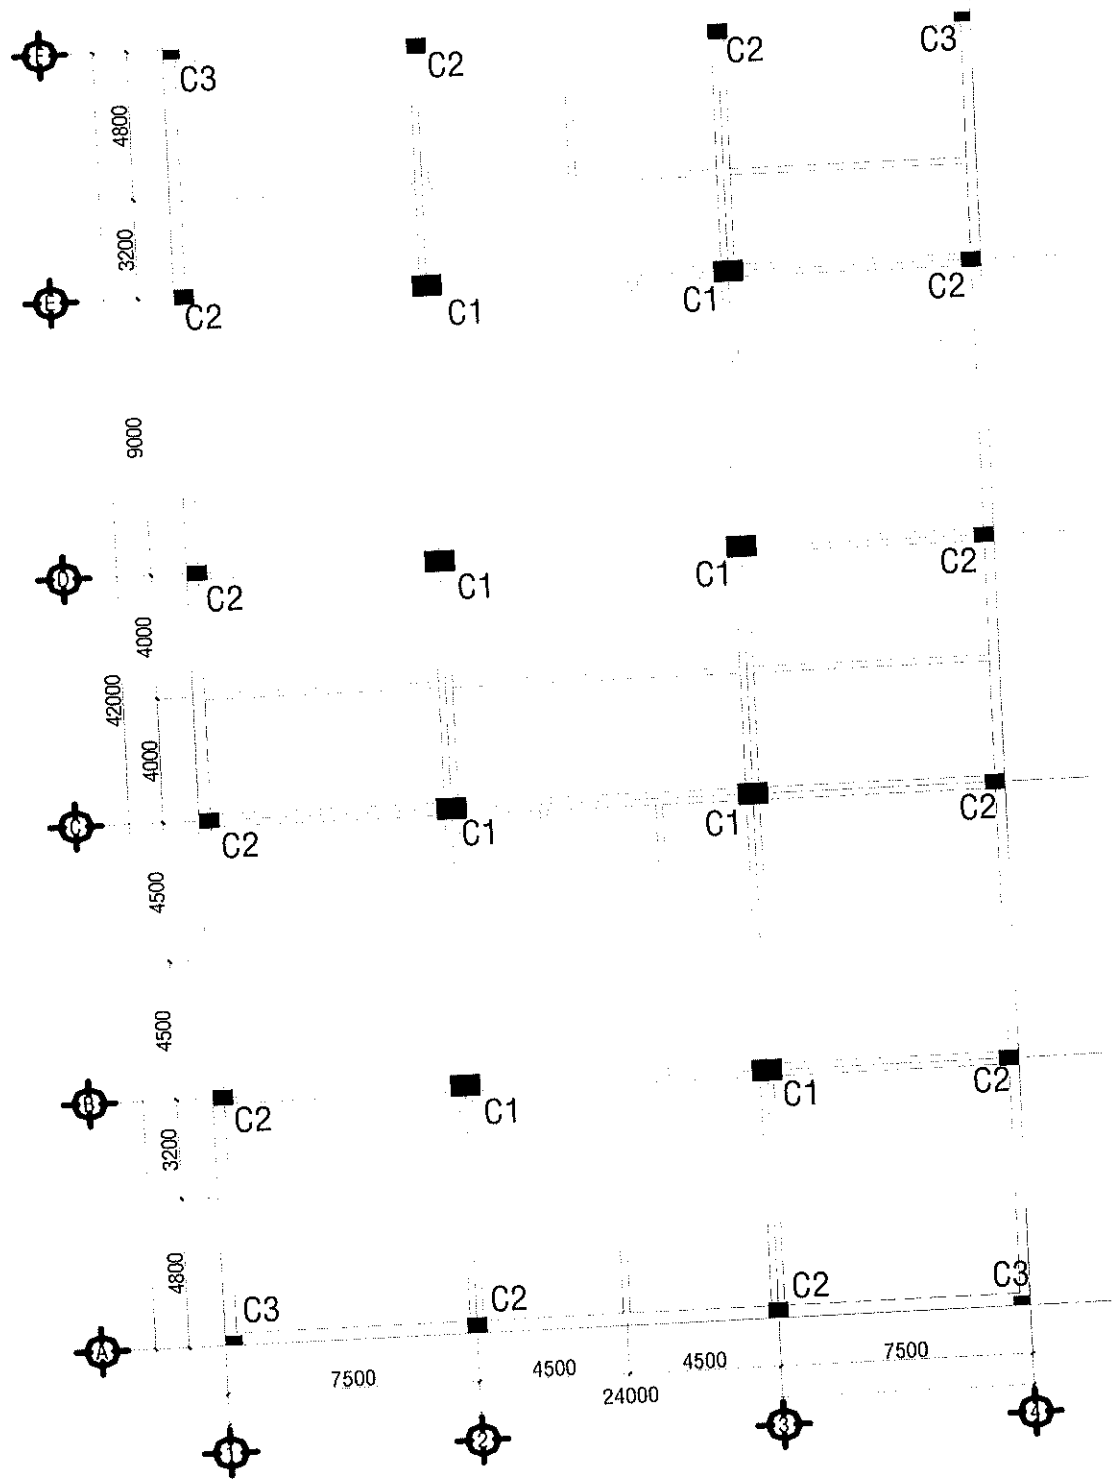 F C3 C2 C2 C3
4800
3200
E C2 C1 C1 C2
9000
D C2 C1 C1 C2
4000
42000
4000
C C2 C1 C1 C2
4500
4500
B C2 C1 C1 C2
3200
4800
A C3 C2 C2 C3
7500 4500 4500 7500
24000
1 2 3 4